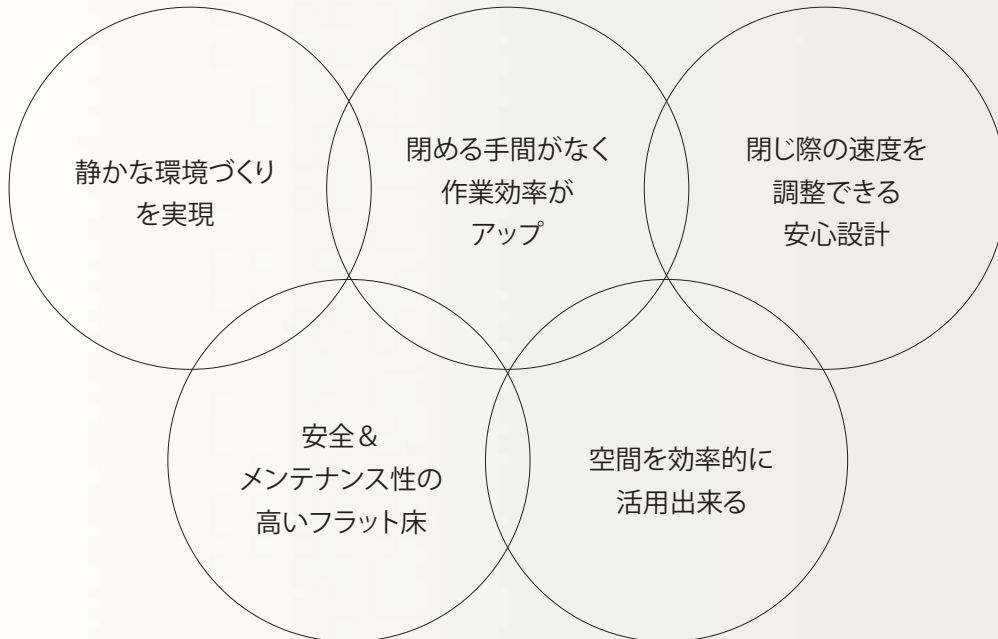 静かな環境づくり
を実現
閉める手間がなく
作業効率が
アップ
閉じ際の速度を
調整できる
安心設計
安全&
メンテナンス性の
高いフラット床
空間を効率的に
活用出来る